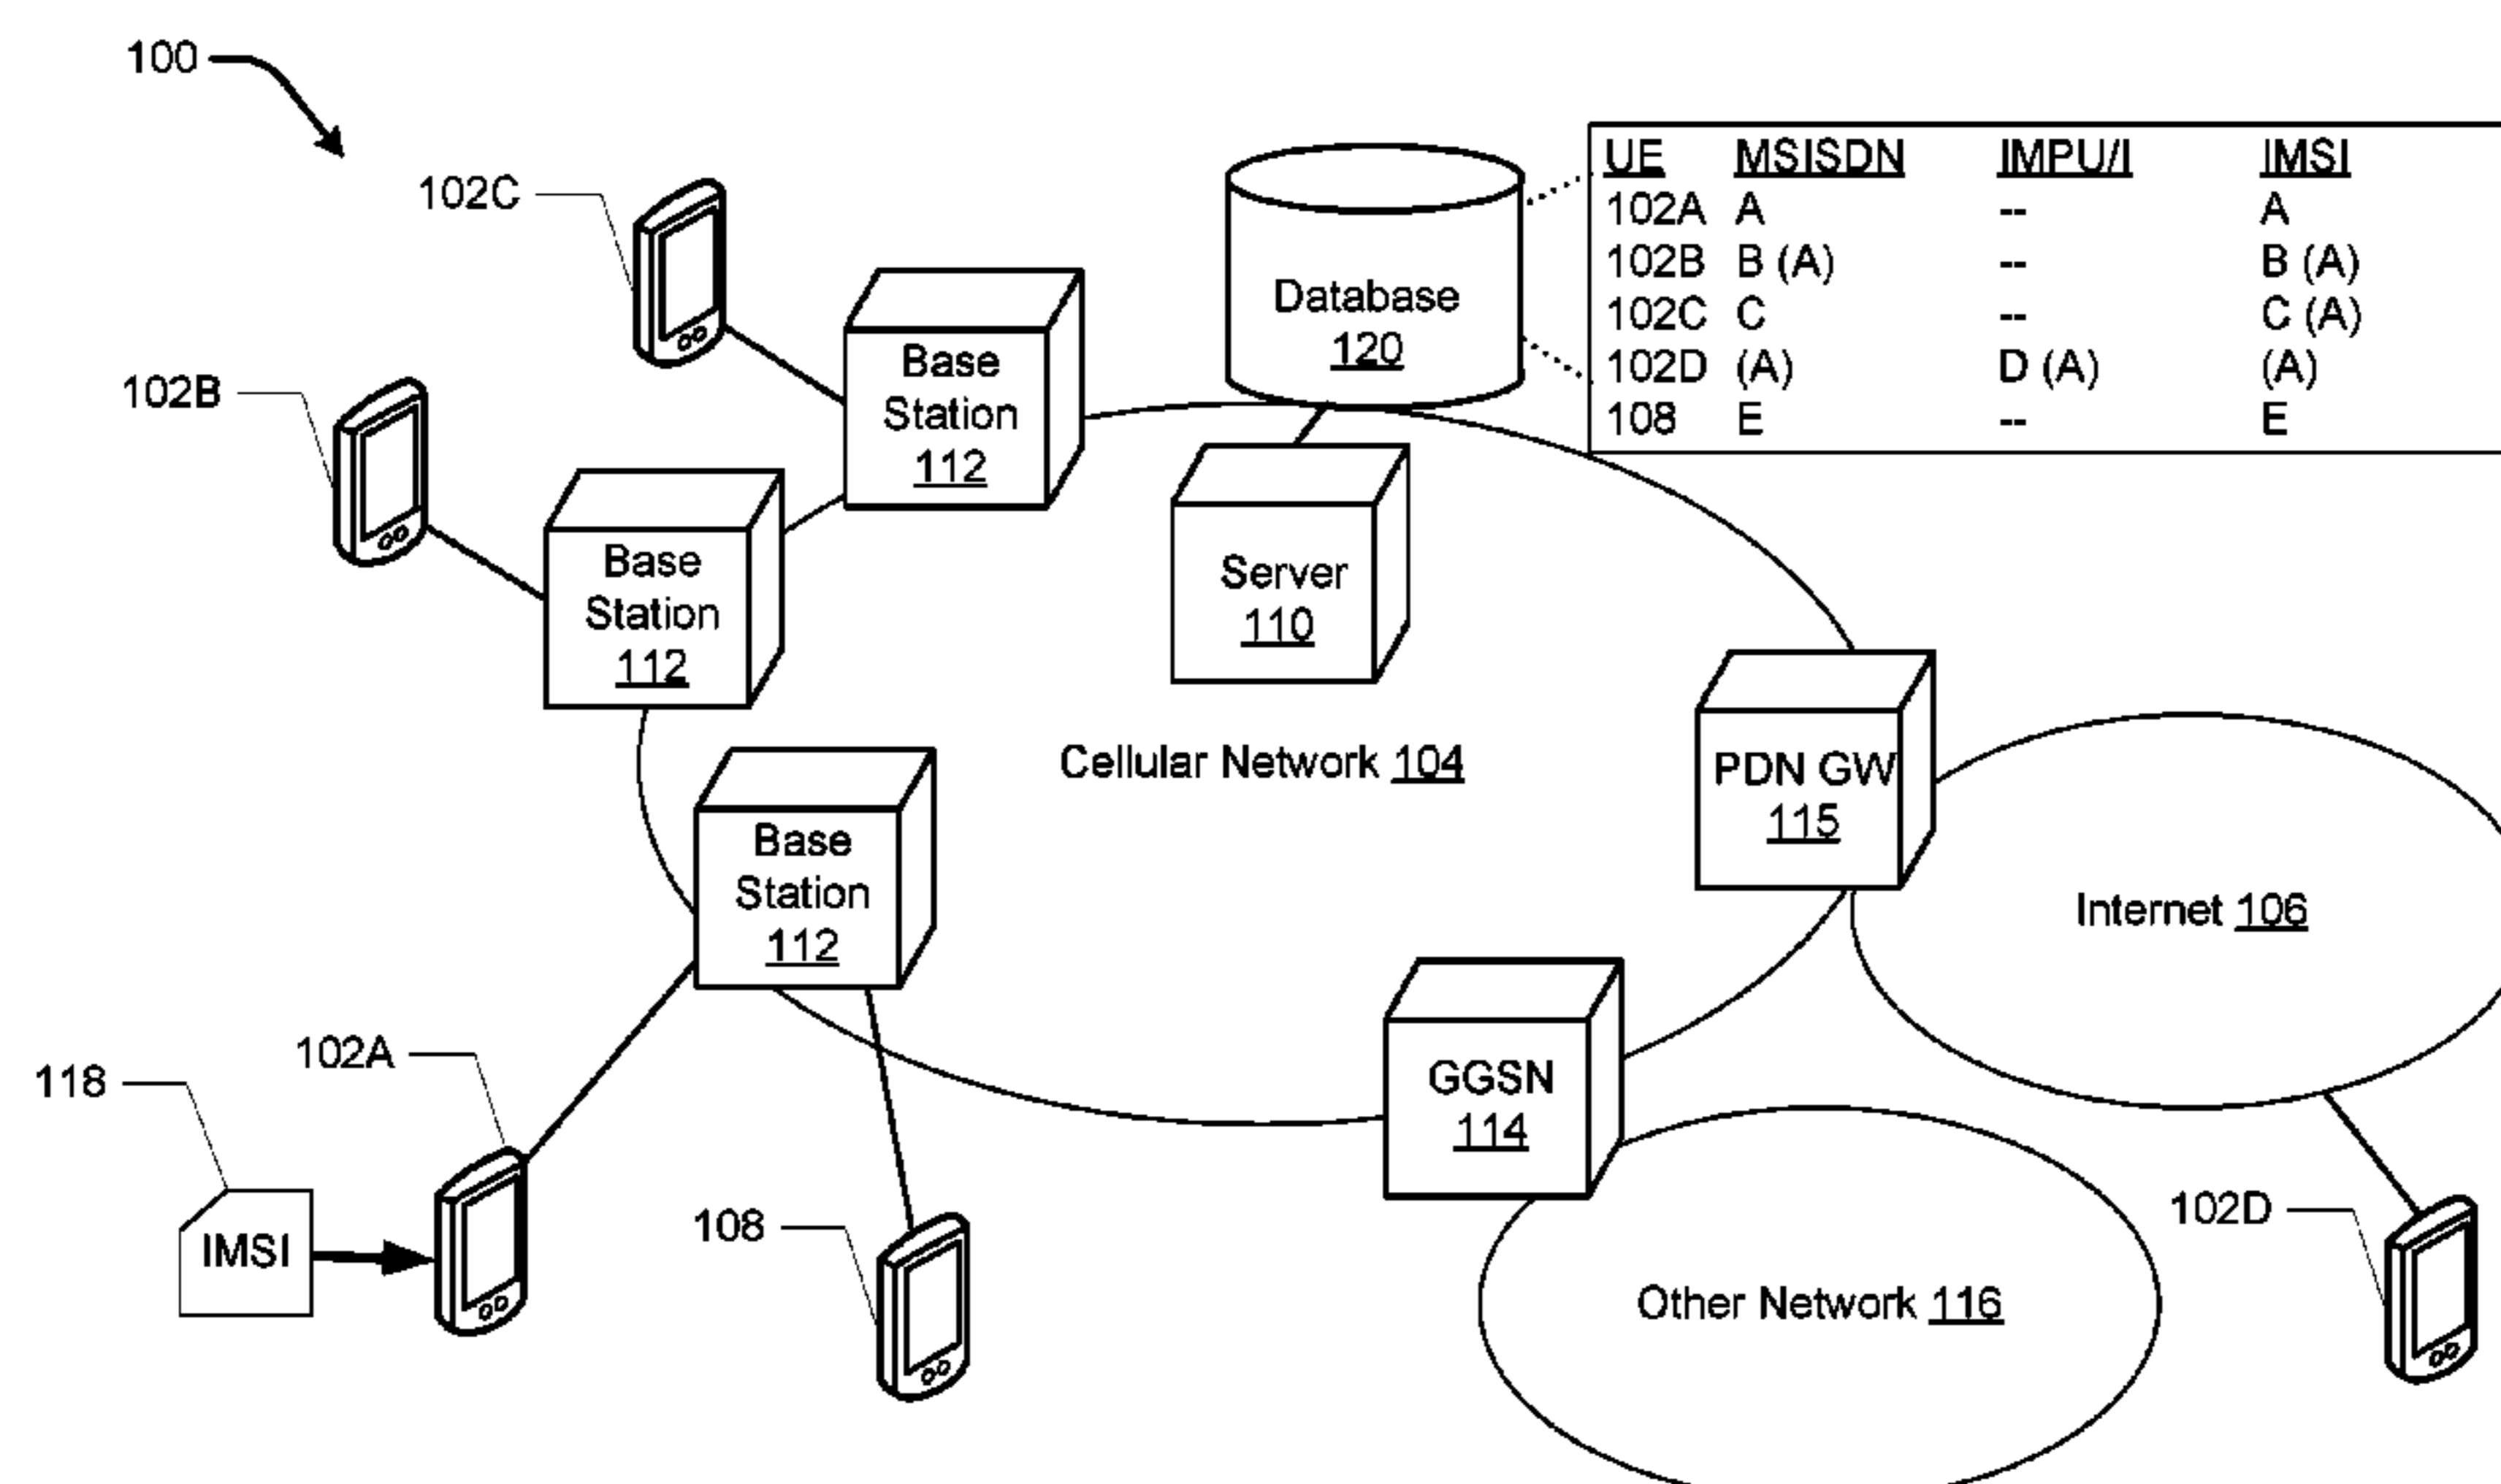 100
102C
UE MSISDN IMPU/I IMSI
102A A -- A
102B B (A) -- B (A)
102C C -- C (A)
102D (A) D (A) (A)
108 E -- E
Database
120
Base
Station
112
102B
Base
Station
112
Server
110
Cellular Network 104
PDN GW
115
Base
Station
112
Internet 106
102A
118
GGSN
114
IMSI
108
102D
Other Network 116